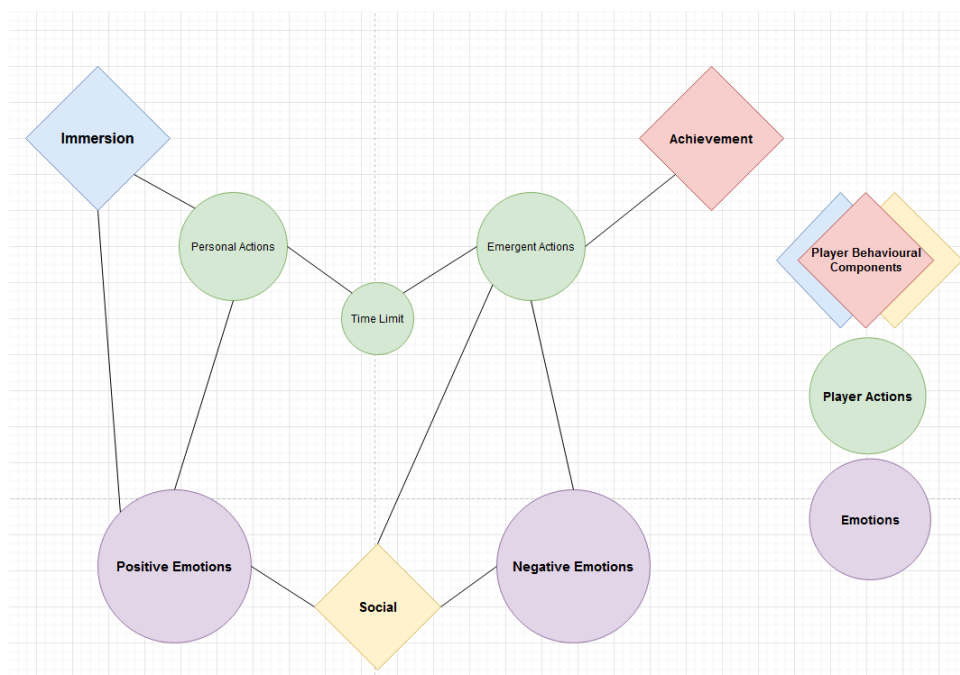 Immersion
Achievement
Personal Actions
Emergent Actions
Time Limit
Player Behavioural
Components
Player Actions
Emotions
Positive Emotions
Negative Emotions
Social